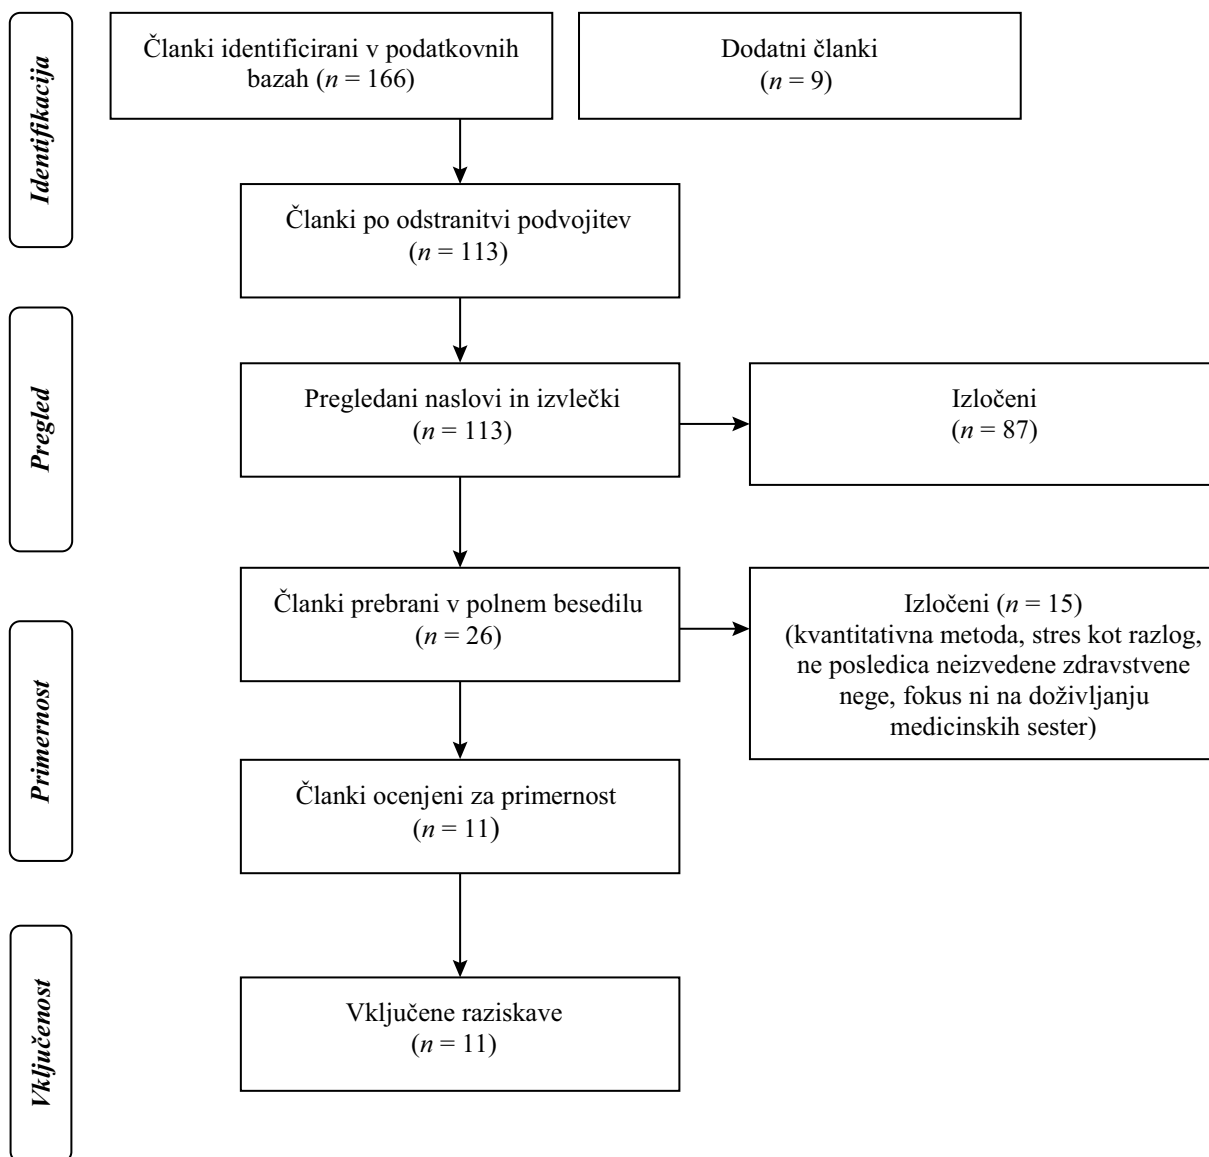 Identifikacija
Članki identificirani v podatkovnih
bazah (n = 166)
Dodatni članki
(n = 9)
Članki po odstranitvi podvojitev
(n = 113)
Pregled
Pregledani naslovi in izvlečki
(n = 113)
Izločeni
(n = 87)
Primernost
Članki prebrani v polnem besedilu
(n = 26)
Izločeni (n = 15)
(kvantitativna metoda, stres kot razlog,
ne posledica neizvedene zdravstvene
nege, fokus ni na doživljanju
medicinskih sester)
Članki ocenjeni za primernost
(n = 11)
Vključenost
Vključene raziskave
(n = 11)